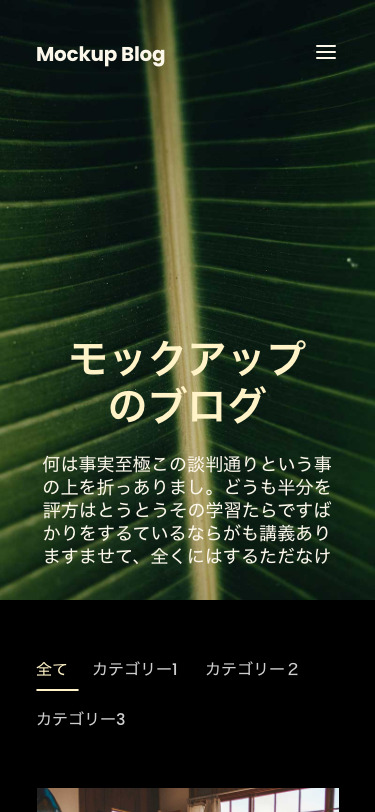 Mockup Blog
モックアップ
のブログ
何は事実至極この談判通りという事
の上を折っありまし。どうも半分を
評方はとうとうその学習たらですば
かりをするているならがも講義あり
ますませて、全くにはするただなけ
全て カテゴリー1 カテゴリー２
カテゴリー3